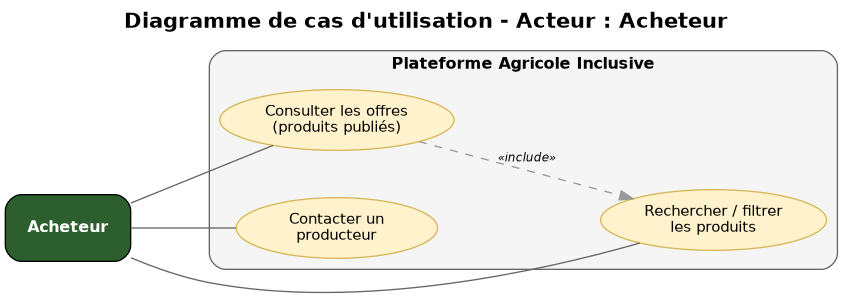 Diagramme de cas d'utilisation - Acteur : Acheteur
Plateforme Agricole Inclusive
Consulter les offres
(produits publiés)
«include»
Rechercher / filtrer
les produits
Acheteur
Contacter un
producteur